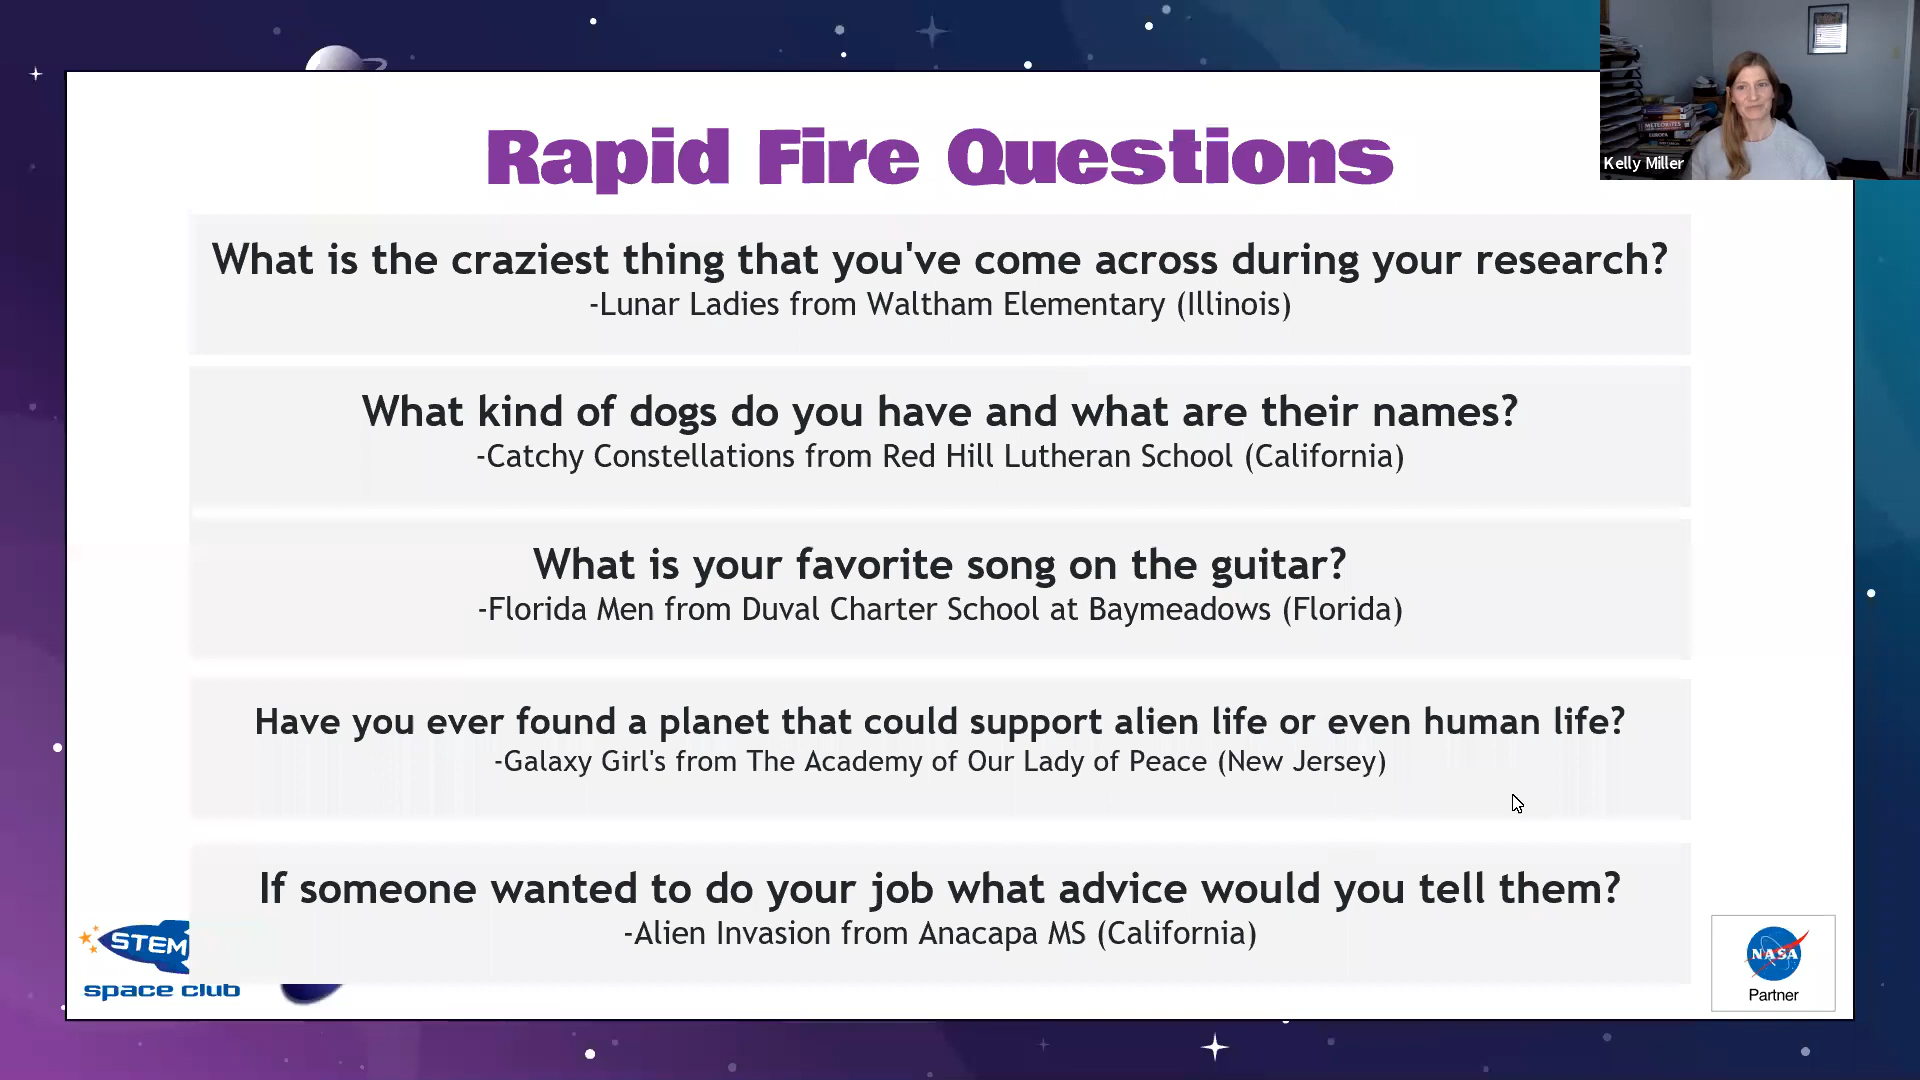 Rapid Fire Questions
METEORITES
EUROPA
Kelly Miller
What is the craziest thing that you've come across during your research?
-Lunar Ladies from Waltham Elementary (Illinois)
What kind of dogs do you have and what are their names?
-Catchy Constellations from Red Hill Lutheran School (California)
What is your favorite song on the guitar?
-Florida Men from Duval Charter School at Baymeadows (Florida)
Have you ever found a planet that could support alien life or even human life?
-Galaxy Girl's from The Academy of Our Lady of Peace (New Jersey)
If someone wanted to do your job what advice would you tell them?
-Alien Invasion from Anacapa MS (California)
STEM
space club
NASA
Partner